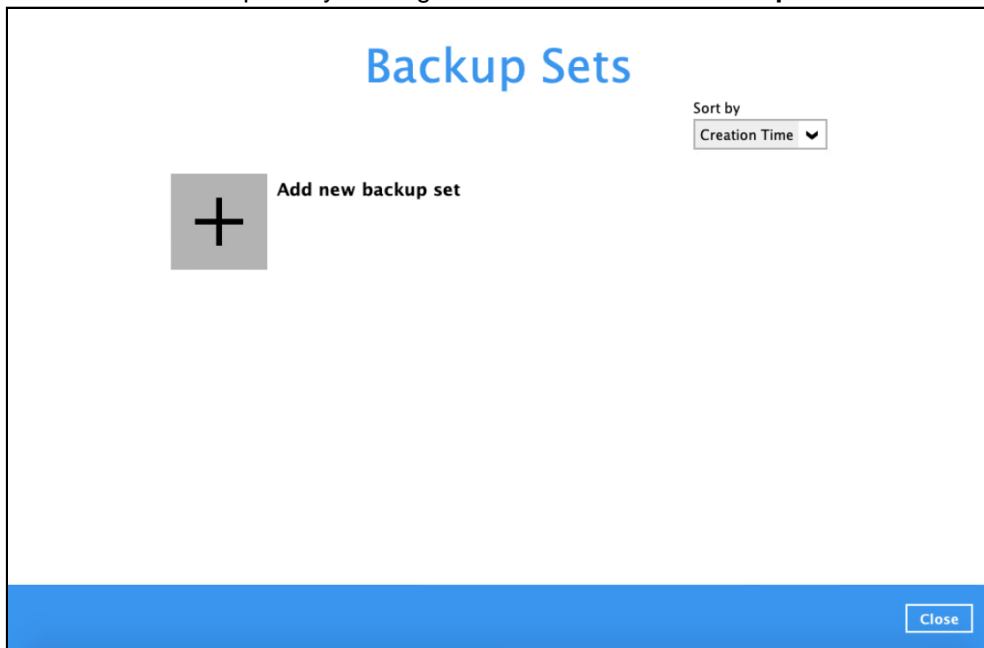 Backup Sets
Sort by
Creation Time
Add new backup set
Close